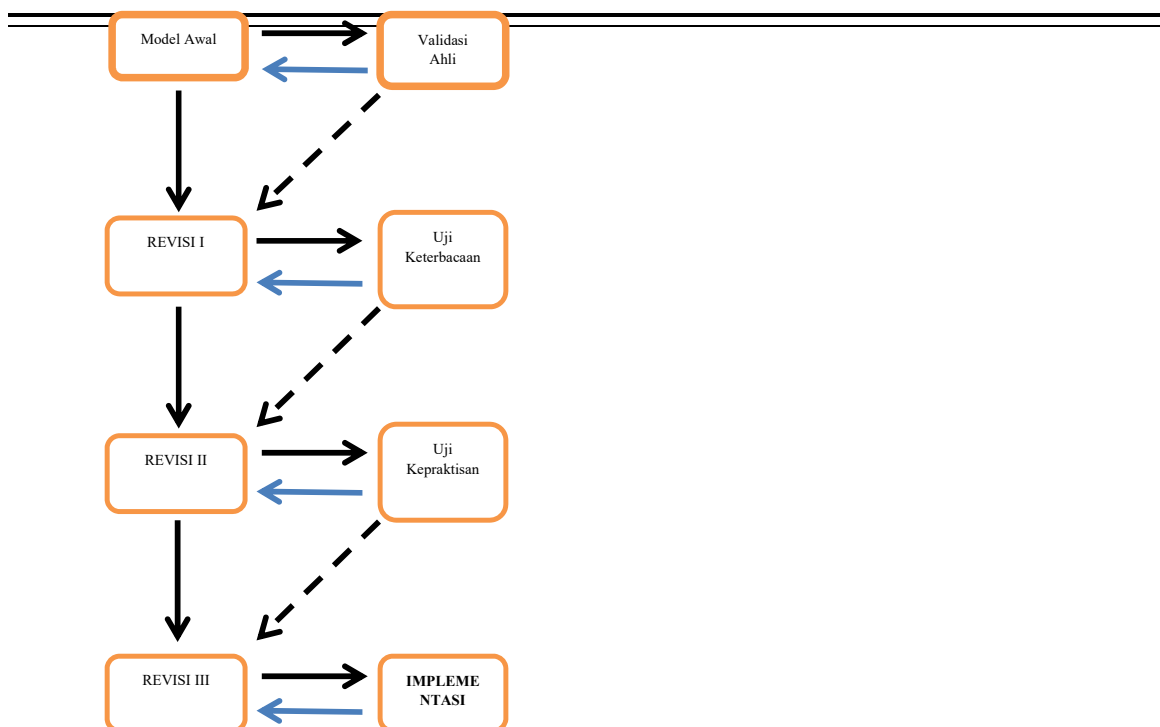 Model Awal
Validasi
Ahli
REVISI I
Uji
Keterbacaan
REVISI II
Uji
Kepraktisan
REVISI III
IMPLEME
NTASI